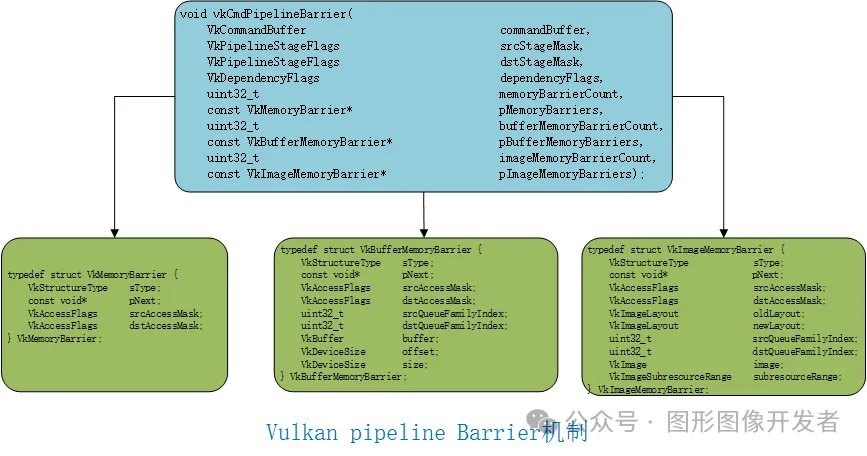 void vkCmdPipelineBarrier(
VkCommandBuffer commandBuffer,
VkPipelineStageFlags srcStageMask,
VkPipelineStageFlags dstStageMask,
VkDependencyFlags dependencyFlags,
uint32_t memoryBarrierCount,
const VkMemoryBarrier* pMemoryBarriers,
uint32_t bufferMemoryBarrierCount,
const VkBufferMemoryBarrier* pBufferMemoryBarriers,
uint32_t imageMemoryBarrierCount,
const VkImageMemoryBarrier* pImageMemoryBarriers);
typedef struct VkMemoryBarrier {
VkStructureType sType;
const void* pNext;
VkAccessFlags srcAccessMask;
VkAccessFlags dstAccessMask;
} VkMemoryBarrier;
typedef struct VkBufferMemoryBarrier {
VkStructureType sType;
const void* pNext;
VkAccessFlags srcAccessMask;
VkAccessFlags dstAccessMask;
uint32_t srcQueueFamilyIndex;
uint32_t dstQueueFamilyIndex;
VkBuffer buffer;
VkDeviceSize offset;
VkDeviceSize size;
} VkBufferMemoryBarrier;
typedef struct VkImageMemoryBarrier {
VkStructureType sType;
const void* pNext;
VkAccessFlags srcAccessMask;
VkAccessFlags dstAccessMask;
VkImageLayout oldLayout;
VkImageLayout newLayout;
uint32_t srcQueueFamilyIndex;
uint32_t dstQueueFamilyIndex;
VkImage image;
VkImageSubresourceRange subresourceRange;
} VkImageMemoryBarrier;
Vulkan pipeline Barrier机制
公众号 · 图形图像开发者